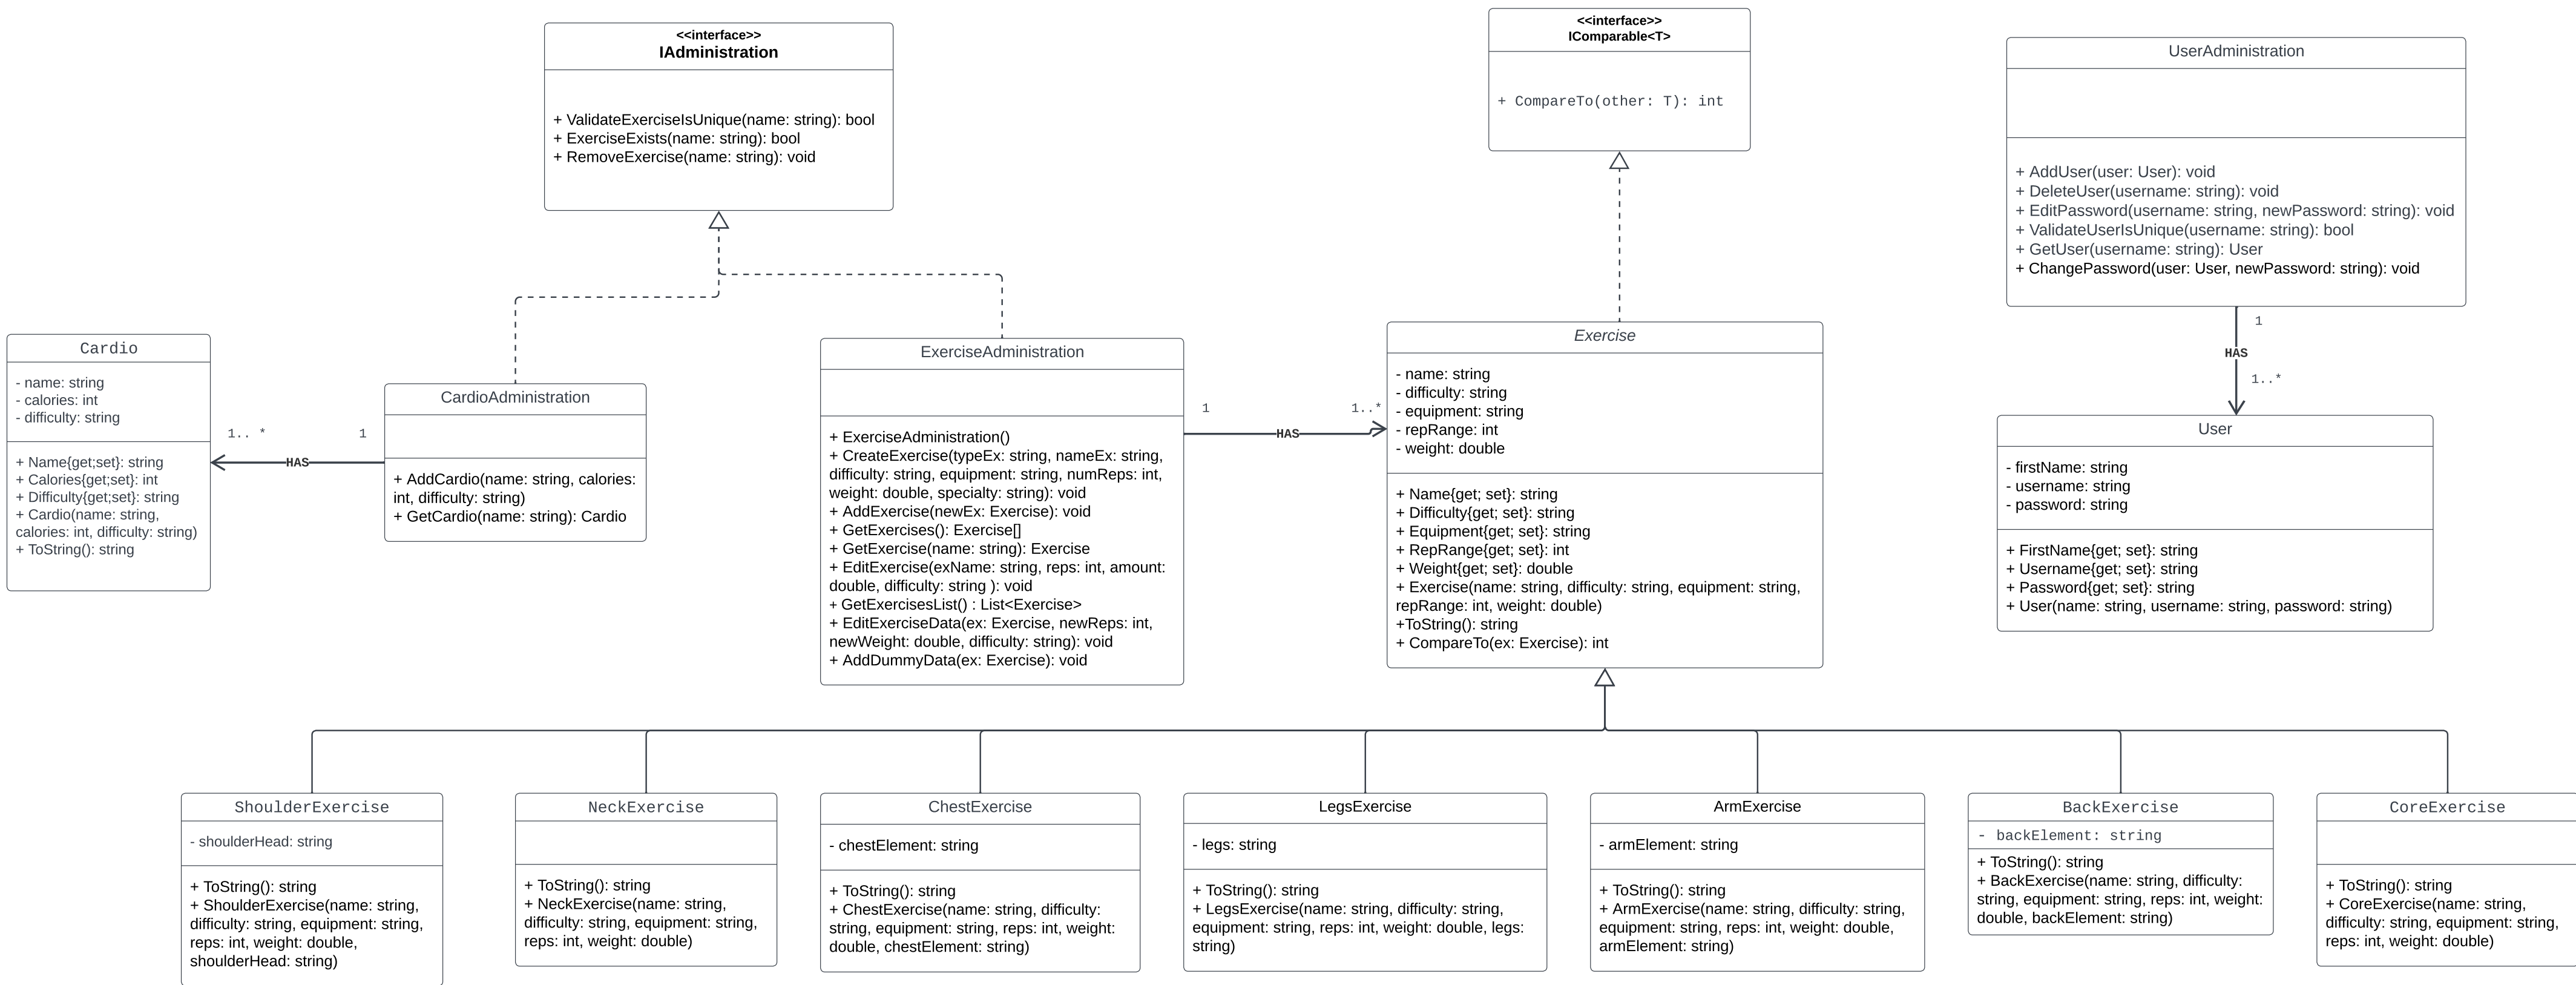 <<interface>>
IAdministration
+ ValidateExerciseIsUnique(name: string): bool
+ ExerciseExists(name: string): bool
+ RemoveExercise(name: string): void
<<interface>>
IComparable<T>
+ CompareTo(other: T): int
UserAdministration
+ AddUser(user: User): void
+ DeleteUser(username: string): void
+ EditPassword(username: string, newPassword: string): void
+ ValidateUserIsUnique(username: string): bool
+ GetUser(username: string): User
+ ChangePassword(user: User, newPassword: string): void
1
HAS
1..*
Cardio
- name: string
- calories: int
- difficulty: string
+ Name{get;set}: string
+ Calories{get;set}: int
+ Difficulty{get;set}: string
+ Cardio(name: string,
calories: int, difficulty: string)
+ ToString(): string
1.. *
HAS
1
CardioAdministration
+ AddCardio(name: string, calories:
int, difficulty: string)
+ GetCardio(name: string): Cardio
ExerciseAdministration
+ ExerciseAdministration()
+ CreateExercise(typeEx: string, nameEx: string,
difficulty: string, equipment: string, numReps: int,
weight: double, specialty: string): void
+ AddExercise(newEx: Exercise): void
+ GetExercises(): Exercise[]
+ GetExercise(name: string): Exercise
+ EditExercise(exName: string, reps: int, amount:
double, difficulty: string ): void
+ GetExercisesList() : List<Exercise>
+ EditExerciseData(ex: Exercise, newReps: int,
newWeight: double, difficulty: string): void
+ AddDummyData(ex: Exercise): void
1
HAS
1..*
Exercise
- name: string
- difficulty: string
- equipment: string
- repRange: int
- weight: double
+ Name{get; set}: string
+ Difficulty{get; set}: string
+ Equipment{get; set}: string
+ RepRange{get; set}: int
+ Weight{get; set}: double
+ Exercise(name: string, difficulty: string, equipment: string,
repRange: int, weight: double)
+ToString(): string
+ CompareTo(ex: Exercise): int
User
- firstName: string
- username: string
- password: string
+ FirstName{get; set}: string
+ Username{get; set}: string
+ Password{get; set}: string
+ User(name: string, username: string, password: string)
ShoulderExercise
- shoulderHead: string
+ ToString(): string
+ ShoulderExercise(name: string,
difficulty: string, equipment: string,
reps: int, weight: double,
shoulderHead: string)
NeckExercise
+ ToString(): string
+ NeckExercise(name: string,
difficulty: string, equipment: string,
reps: int, weight: double)
ChestExercise
- chestElement: string
+ ToString(): string
+ ChestExercise(name: string, difficulty:
string, equipment: string, reps: int, weight:
double, chestElement: string)
LegsExercise
- legs: string
+ ToString(): string
+ LegsExercise(name: string, difficulty: string,
equipment: string, reps: int, weight: double, legs:
string)
ArmExercise
- armElement: string
+ ToString(): string
+ ArmExercise(name: string, difficulty: string,
equipment: string, reps: int, weight: double,
armElement: string)
BackExercise
- backElement: string
+ ToString(): string
+ BackExercise(name: string, difficulty:
string, equipment: string, reps: int, weight:
double, backElement: string)
CoreExercise
+ ToString(): string
+ CoreExercise(name: string,
difficulty: string, equipment: string,
reps: int, weight: double)